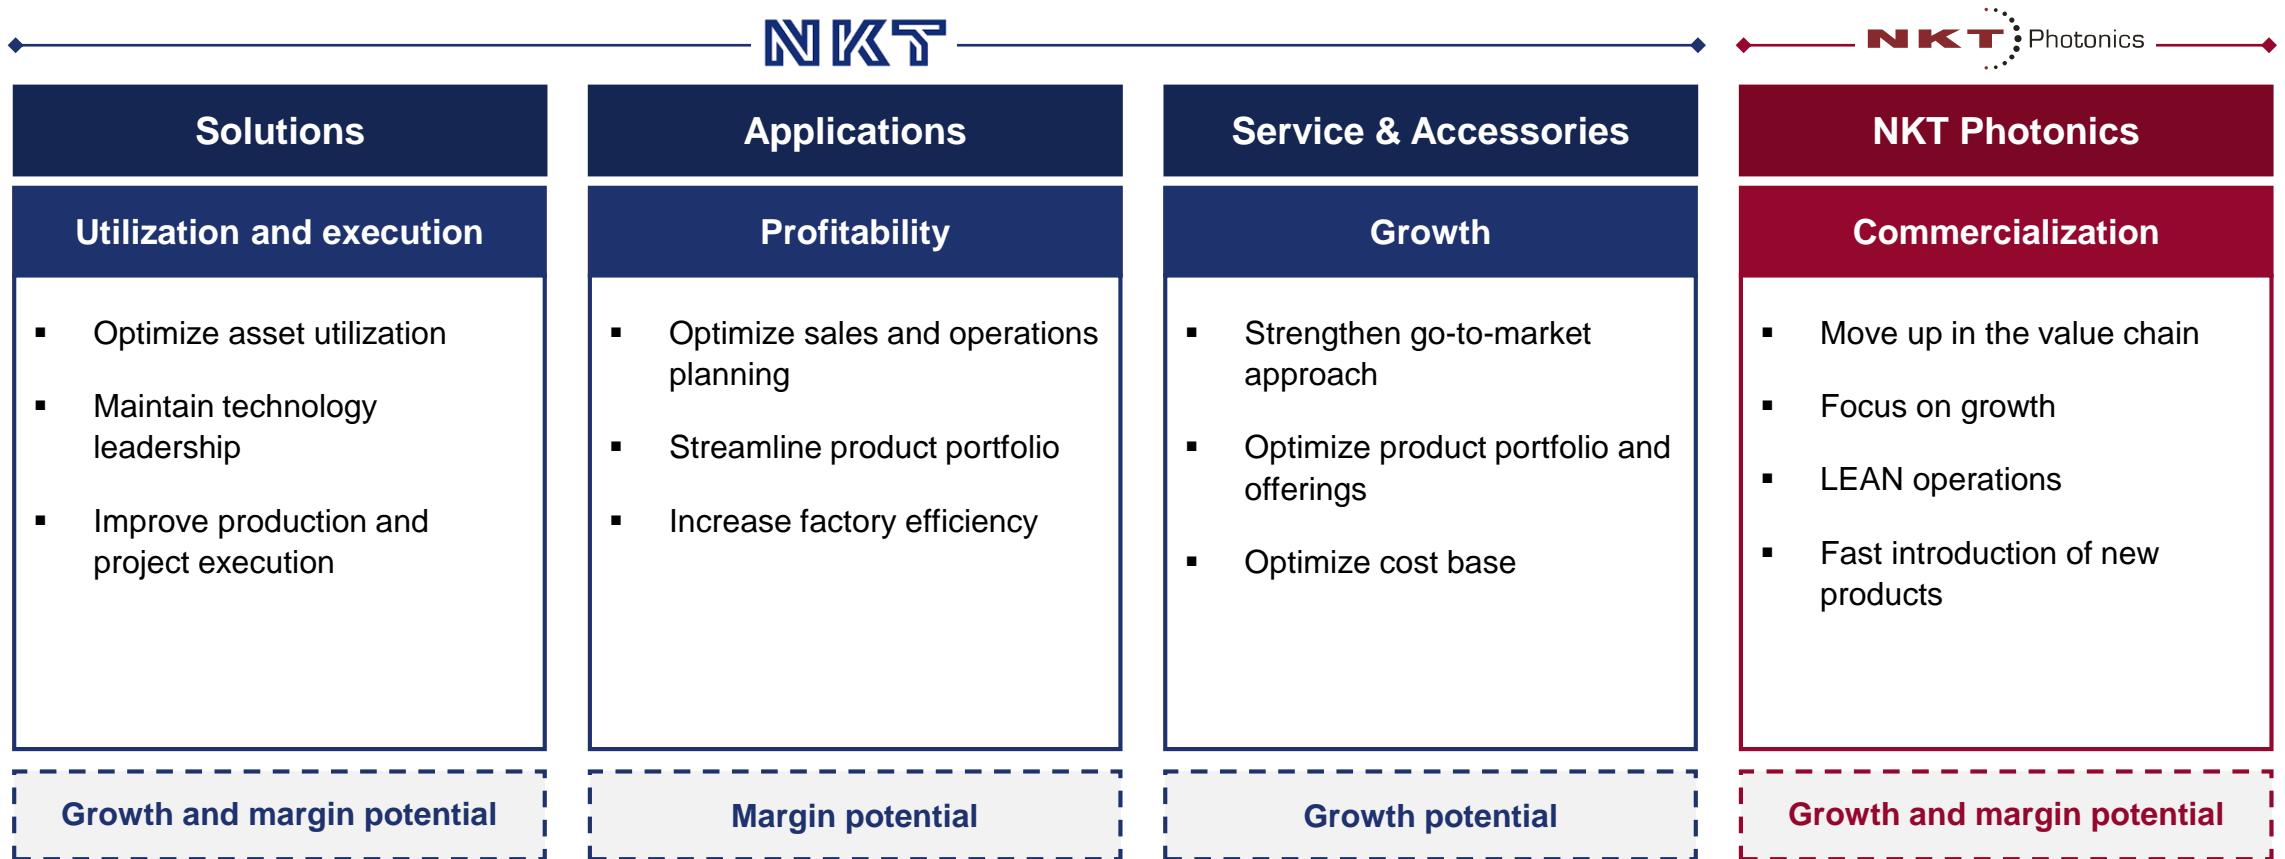 NKT
NKT Photonics
Solutions
Utilization and execution
▪ Optimize asset utilization
▪ Maintain technology
leadership
▪ Improve production and
project execution
Growth and margin potential
Applications
Profitability
▪ Optimize sales and operations
planning
▪ Streamline product portfolio
▪ Increase factory efficiency
Margin potential
Service & Accessories
Growth
▪ Strengthen go-to-market
approach
▪ Optimize product portfolio and
offerings
▪ Optimize cost base
Growth potential
NKT Photonics
Commercialization
▪ Move up in the value chain
▪ Focus on growth
▪ LEAN operations
▪ Fast introduction of new
products
Growth and margin potential